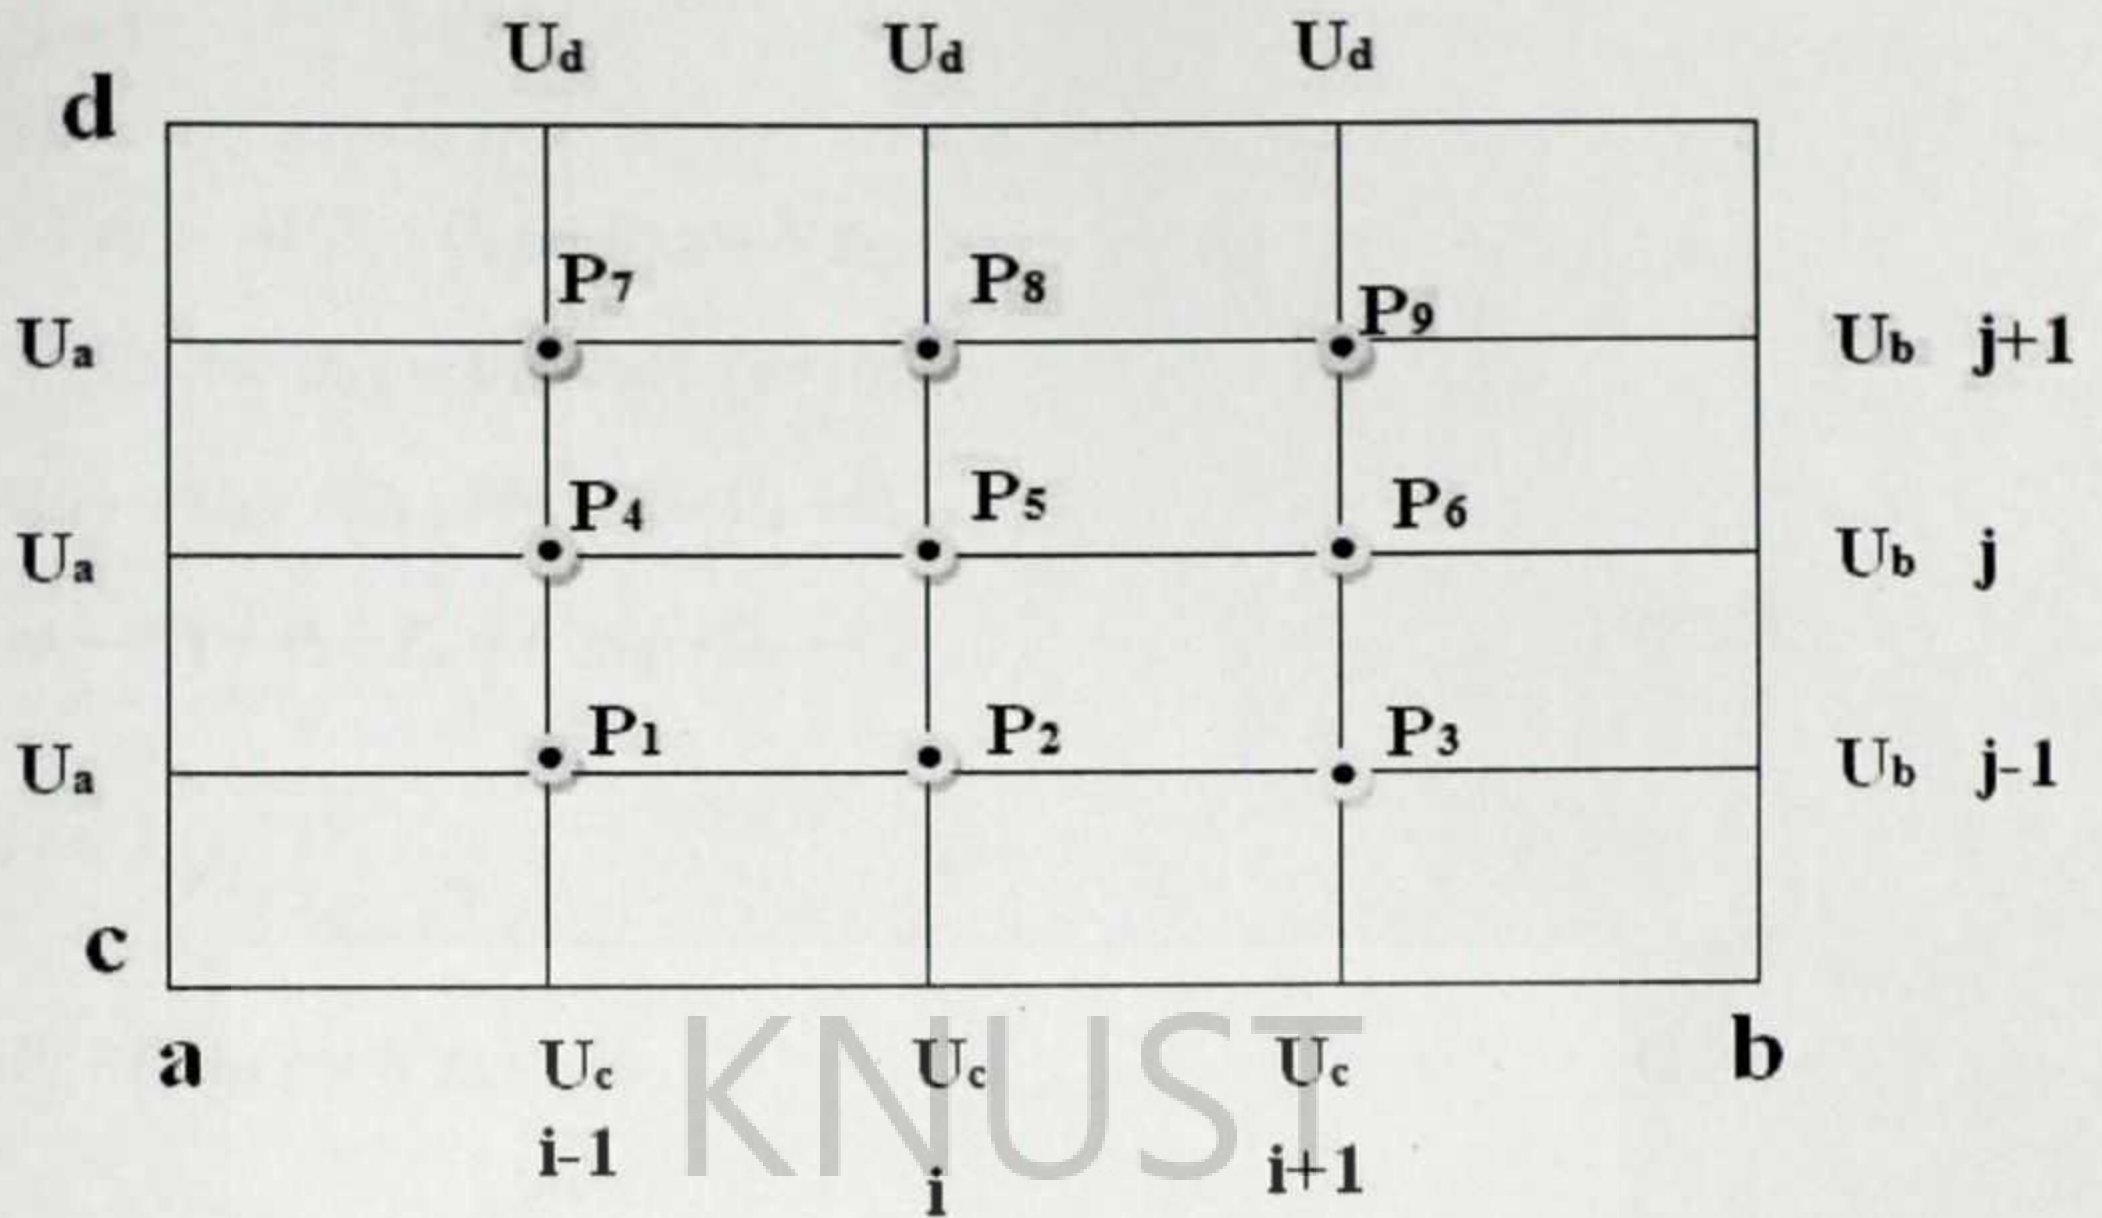 Ud Ud Ud
d
P7 P8 P9
Ua Ub j+1
P4 P5 P6
Ua Ub j
P1 P2 P3
Ua Ub j-1
c
a Uc Uc Uc b
i-1 i i+1
KNUST